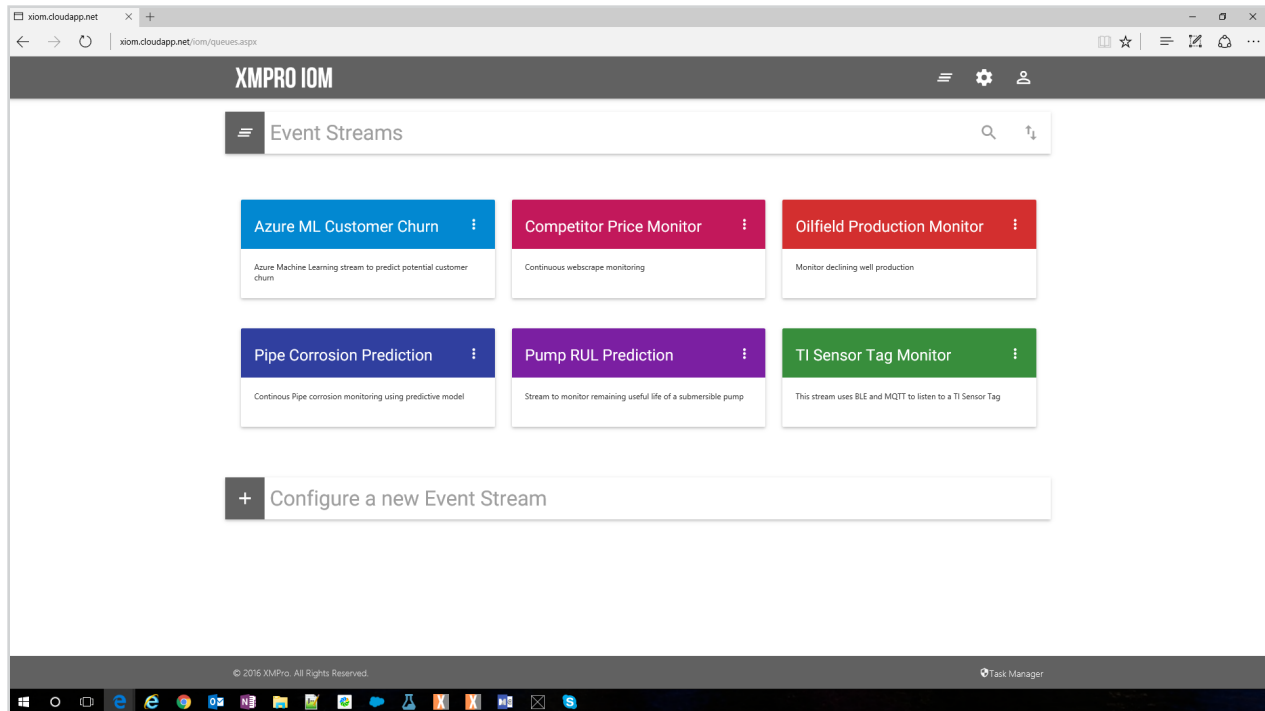 xiom.cloudapp.net
xiom.cloudapp.net/iom/queues.aspx
XMPRO IOM
Event Streams
Azure ML Customer Churn
Competitor Price Monitor
Oilfield Production Monitor
Azure Machine Learning stream to predict potential customer
churn
Continuous webscrape monitoring
Monitor declining well production
Pipe Corrosion Prediction
Pump RUL Prediction
TI Sensor Tag Monitor
Continous Pipe corrosion monitoring using predictive model
Stream to monitor remaining useful life of a submersible pump
This stream uses BLE and MQTT to listen to a TI Sensor Tag
Configure a new Event Stream
© 2016 XMPro. All Rights Reserved.
Task Manager